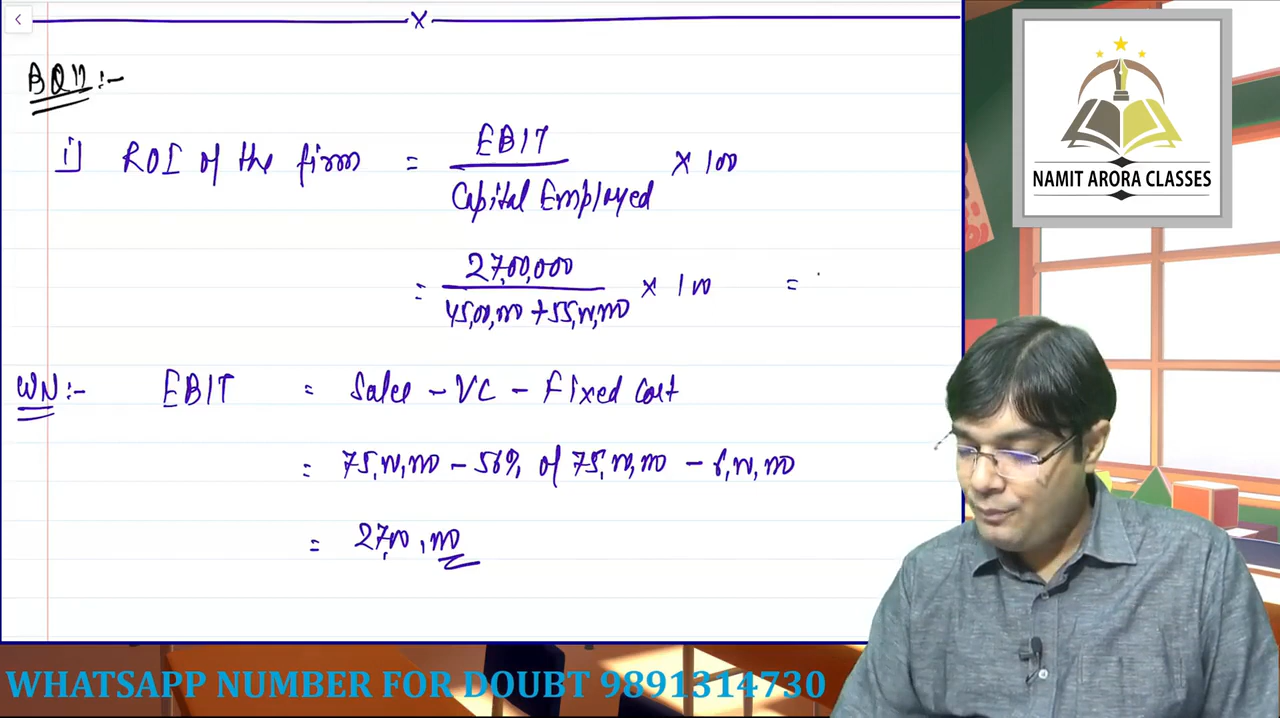 BQ 17 :-
i) ROI of the firm = EBIT / Capital Employed × 100
= 27,00,000 / 45,00,000 + 55,00,000 × 100 =
WN :- EBIT = Sales - VC - Fixed Cost
= 75,00,000 - 56% of 75,00,000 - 6,00,000
= 27,00,000
NAMIT ARORA CLASSES
WHATSAPP NUMBER FOR DOUBT 9891314730